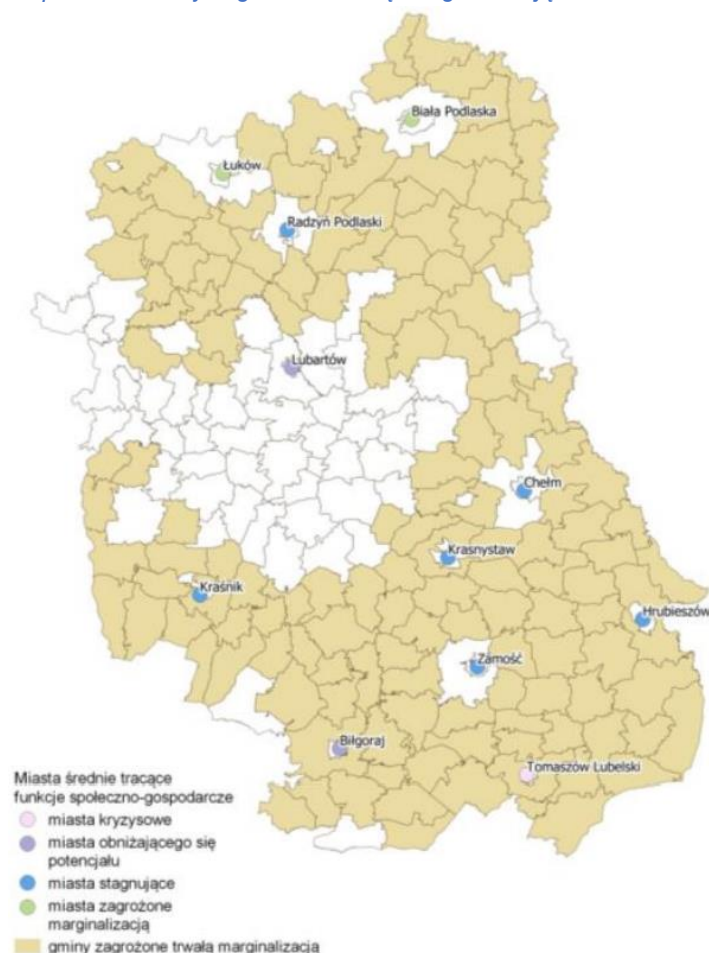 Biała Podlaska
Łuków
Radzyń Podlaski
Lubartów
Chełm
Krasnystaw
Kraśnik
Hrubieszów
Zamość
Biłgoraj
Tomaszów Lubelski
Miasta średnie tracące
funkcje społeczno-gospodarcze
miasta kryzysowe
miasta obniżającego się
potencjału
miasta stagnujące
miasta zagrożone
marginalizacją
gminy zagrożone trwałą marginalizacją